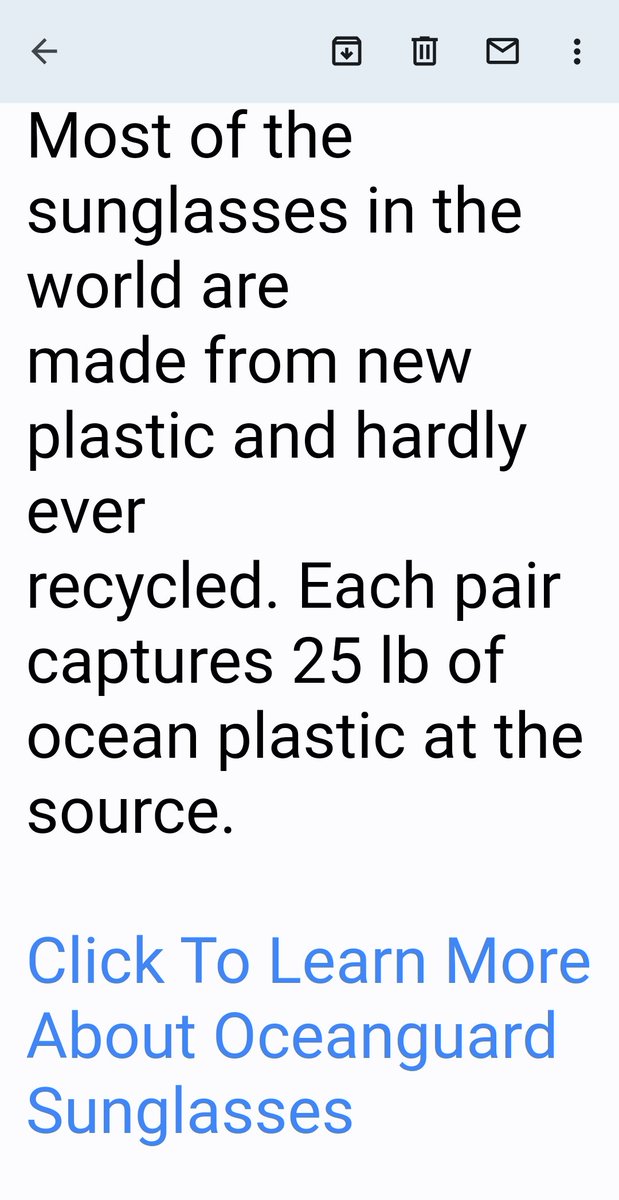 Most of the
sunglasses in the
world are
made from new
plastic and hardly
ever
recycled. Each pair
captures 25 lb of
ocean plastic at the
source.
Click To Learn More
About Oceanguard
Sunglasses